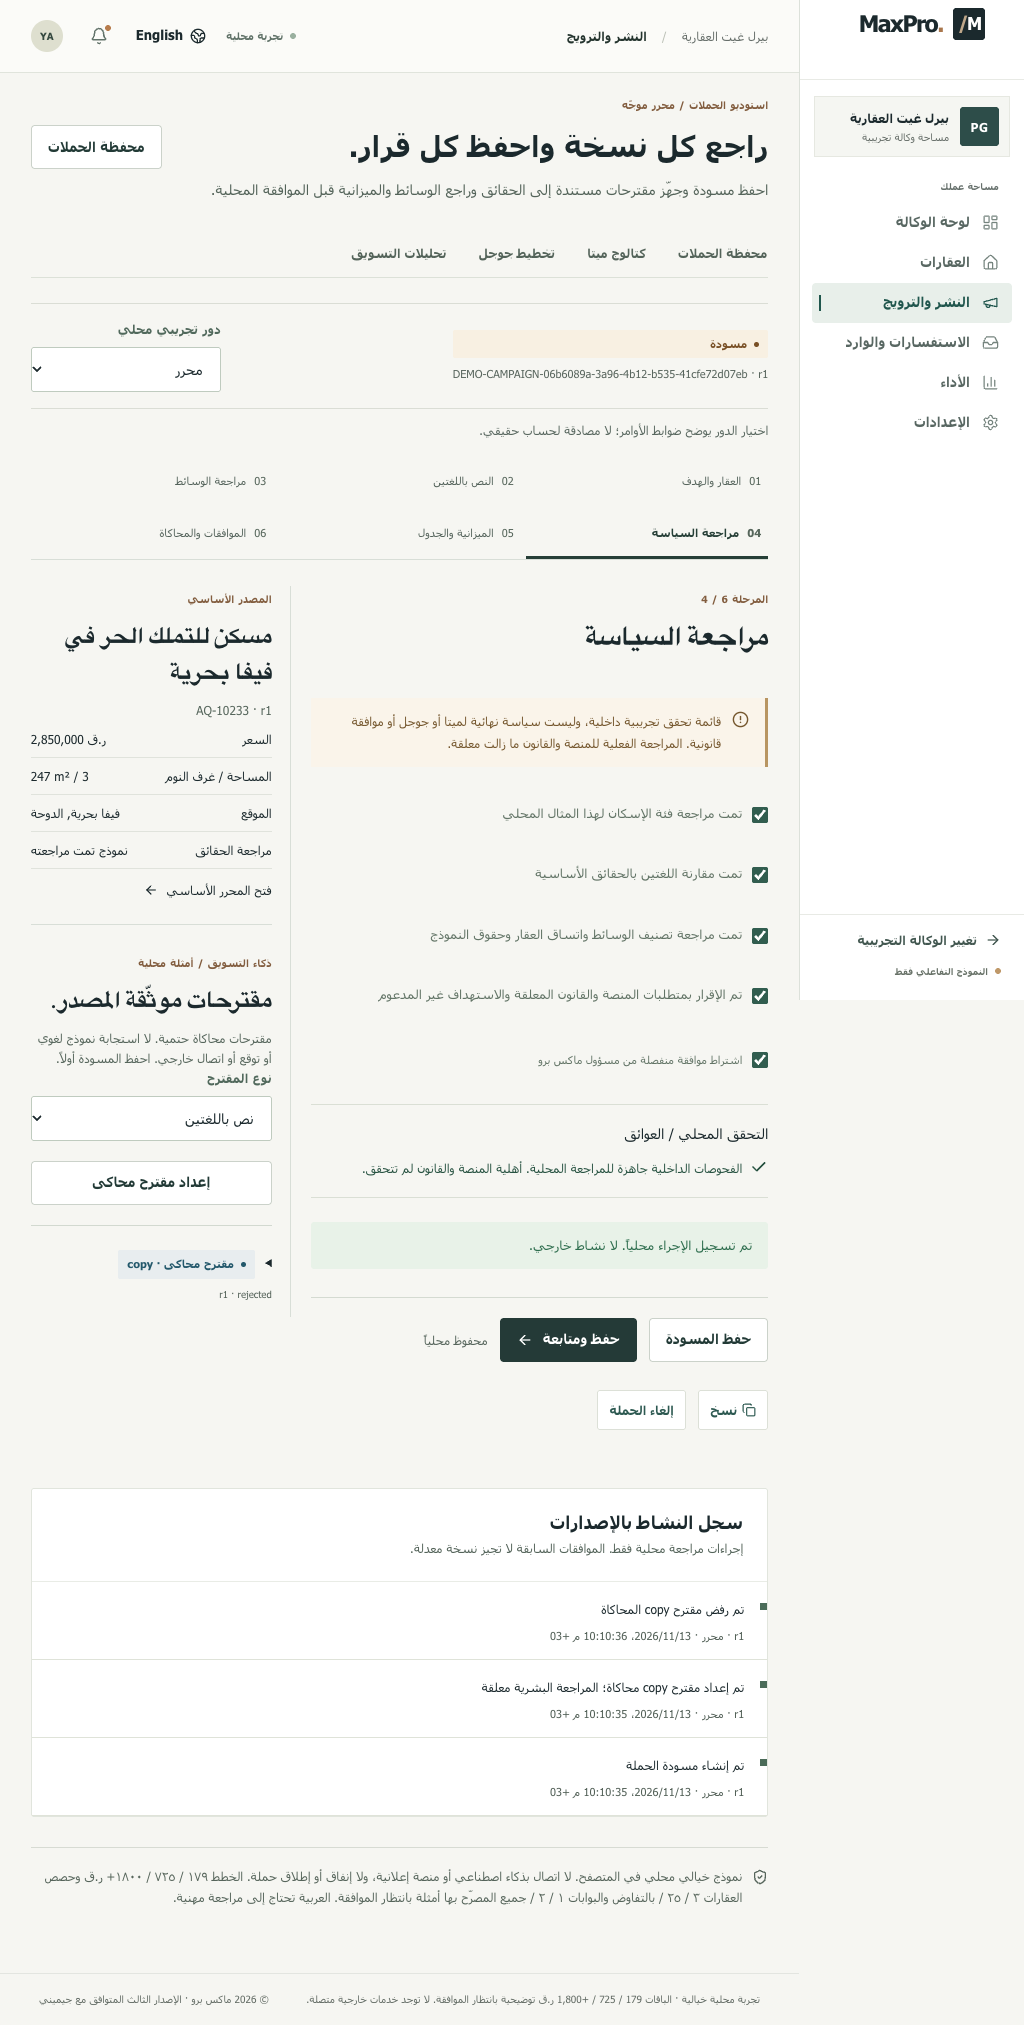 MaxPro. /M
PG
بيرل غيت العقارية
مساحة وكالة تجريبية
مساحة عملك
لوحة الوكالة
العقارات
النشر والترويج
الاستفسارات والوارد
الأداء
الإعدادات
تغيير الوكالة التجريبية
النموذج التفاعلي فقط
بيرل غيت العقارية / النشر والترويج
تجربة محلية
English
YA
استوديو الحملات / محرر موجّه
راجع كل نسخة واحفظ كل قرار.
احفظ مسودة وجهّز مقترحات مستندة إلى الحقائق وراجع الوسائط والميزانية قبل الموافقة المحلية.
محفظة الحملات
محفظة الحملات
كتالوج ميتا
تخطيط جوجل
تحليلات التسويق
مسودة
DEMO-CAMPAIGN-06b6089a-3a96-4b12-b535-41cfe72d07eb · r1
دور تجريبي محلي
محرر
اختيار الدور يوضح ضوابط الأوامر؛ لا مصادقة لحساب حقيقي.
01 العقار والهدف
02 النص باللغتين
03 مراجعة الوسائط
04 مراجعة السياسة
05 الميزانية والجدول
06 الموافقات والمحاكاة
المرحلة 6 / 4
مراجعة السياسة
قائمة تحقق تجريبية داخلية، وليست سياسة نهائية لميتا أو جوجل أو موافقة
قانونية. المراجعة الفعلية للمنصة والقانون ما زالت معلقة.
تمت مراجعة فئة الإسكان لهذا المثال المحلي
تمت مقارنة اللغتين بالحقائق الأساسية
تمت مراجعة تصنيف الوسائط واتساق العقار وحقوق النموذج
تم الإقرار بمتطلبات المنصة والقانون المعلقة والاستهداف غير المدعوم
اشتراط موافقة منفصلة من مسؤول ماكس برو
التحقق المحلي / العوائق
الفحوصات الداخلية جاهزة للمراجعة المحلية. أهلية المنصة والقانون لم تتحقق.
تم تسجيل الإجراء محلياً. لا نشاط خارجي.
حفظ المسودة
حفظ ومتابعة
محفوظ محلياً
نسخ
إلغاء الحملة
المصدر الأساسي
مسكن للتملك الحر في
فيفا بحرية
AQ-10233 · r1
السعر
2,850,000 ر.ق
المساحة / غرف النوم
247 m² / 3
الموقع
فيفا بحرية, الدوحة
مراجعة الحقائق
نموذج تمت مراجعته
فتح المحرر الأساسي
ذكاء التسويق / أمثلة محلية
مقترحات موثّقة المصدر.
مقترحات محاكاة حتمية. لا استجابة نموذج لغوي
أو توقع أو اتصال خارجي. احفظ المسودة أولاً.
نوع المقترح
نص باللغتين
إعداد مقترح محاكى
مقترح محاكى · copy
r1 · rejected
سجل النشاط بالإصدارات
إجراءات مراجعة محلية فقط. الموافقات السابقة لا تجيز نسخة معدلة.
تم رفض مقترح copy المحاكاة
r1 · محرر · 2026/11/13، 10:10:36 م +03
تم إعداد مقترح copy محاكاة؛ المراجعة البشرية معلقة
r1 · محرر · 2026/11/13، 10:10:35 م +03
تم إنشاء مسودة الحملة
r1 · محرر · 2026/11/13، 10:10:35 م +03
نموذج خيالي محلي في المتصفح. لا اتصال بذكاء اصطناعي أو منصة إعلانية، ولا إنفاق أو إطلاق حملة. الخطط ١٧٩ / ٧٢٥ / ١٨٠٠+ ر.ق وحصص
العقارات ٣ / ٢٥ / بالتفاوض والبوابات ١ / ٢ / جميع المصرّح بها أمثلة بانتظار الموافقة. العربية تحتاج إلى مراجعة مهنية.
تجربة محلية خيالية · الباقات 179 / 725 / +1,800 ر.ق توضيحية بانتظار الموافقة. لا توجد خدمات خارجية متصلة.
© 2026 ماكس برو · الإصدار الثالث المتوافق مع جيميني